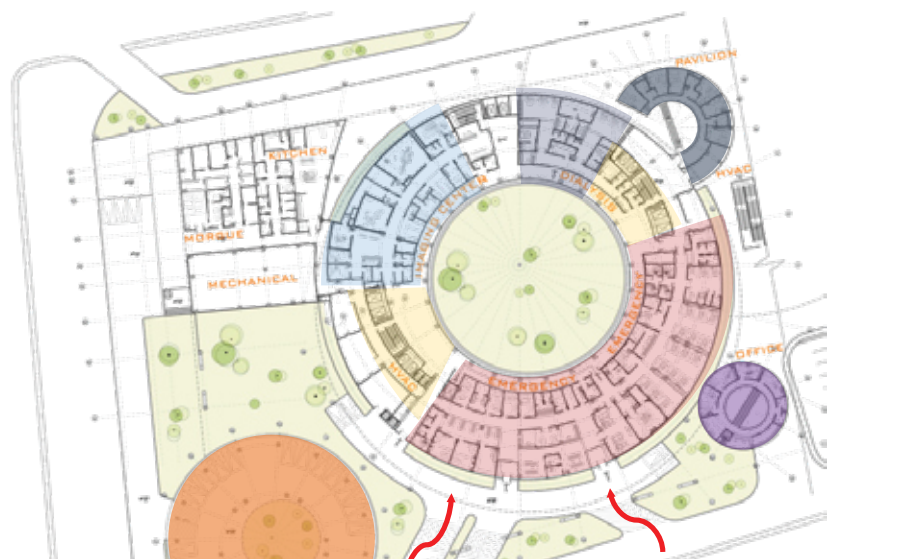 PAVILION
KITCHEN
HVAC
DIALYSIS
IMAGING CENTER
MORGUE
MECHANICAL
EMERGENCY
OFFICE
HVAC
EMERGENCY